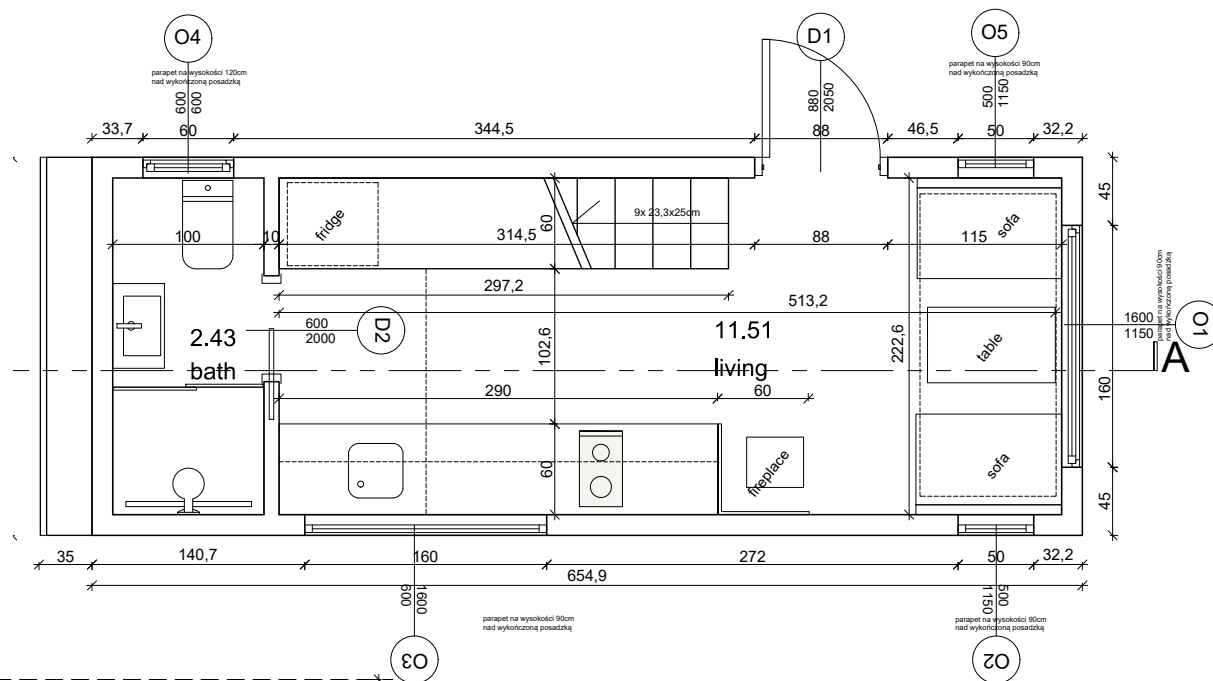 O4
D1
O5
parapet na wysokości 120cm
nad wykończoną posadzką
parapet na wysokości 90cm
nad wykończoną posadzką
600
600
880
2050
500
1150
33,7
60
344,5
88
46,5
50
32,2
fridge
60
9x 23,3x25cm
sofa
45
100
10
314,5
88
115
297,2
513,2
parapet na wysokości 90cm
nad wykończoną posadzką
2.43
bath
600
2000
D2
102,6
11.51
living
222,6
table
1600
1150
O1
A
290
60
160
60
fireplace
sofa
45
35
140,7
160
272
50
32,2
654,9
600
1600
1150
500
parapet na wysokości 90cm
nad wykończoną posadzką
parapet na wysokości 90cm
nad wykończoną posadzką
O3
O2